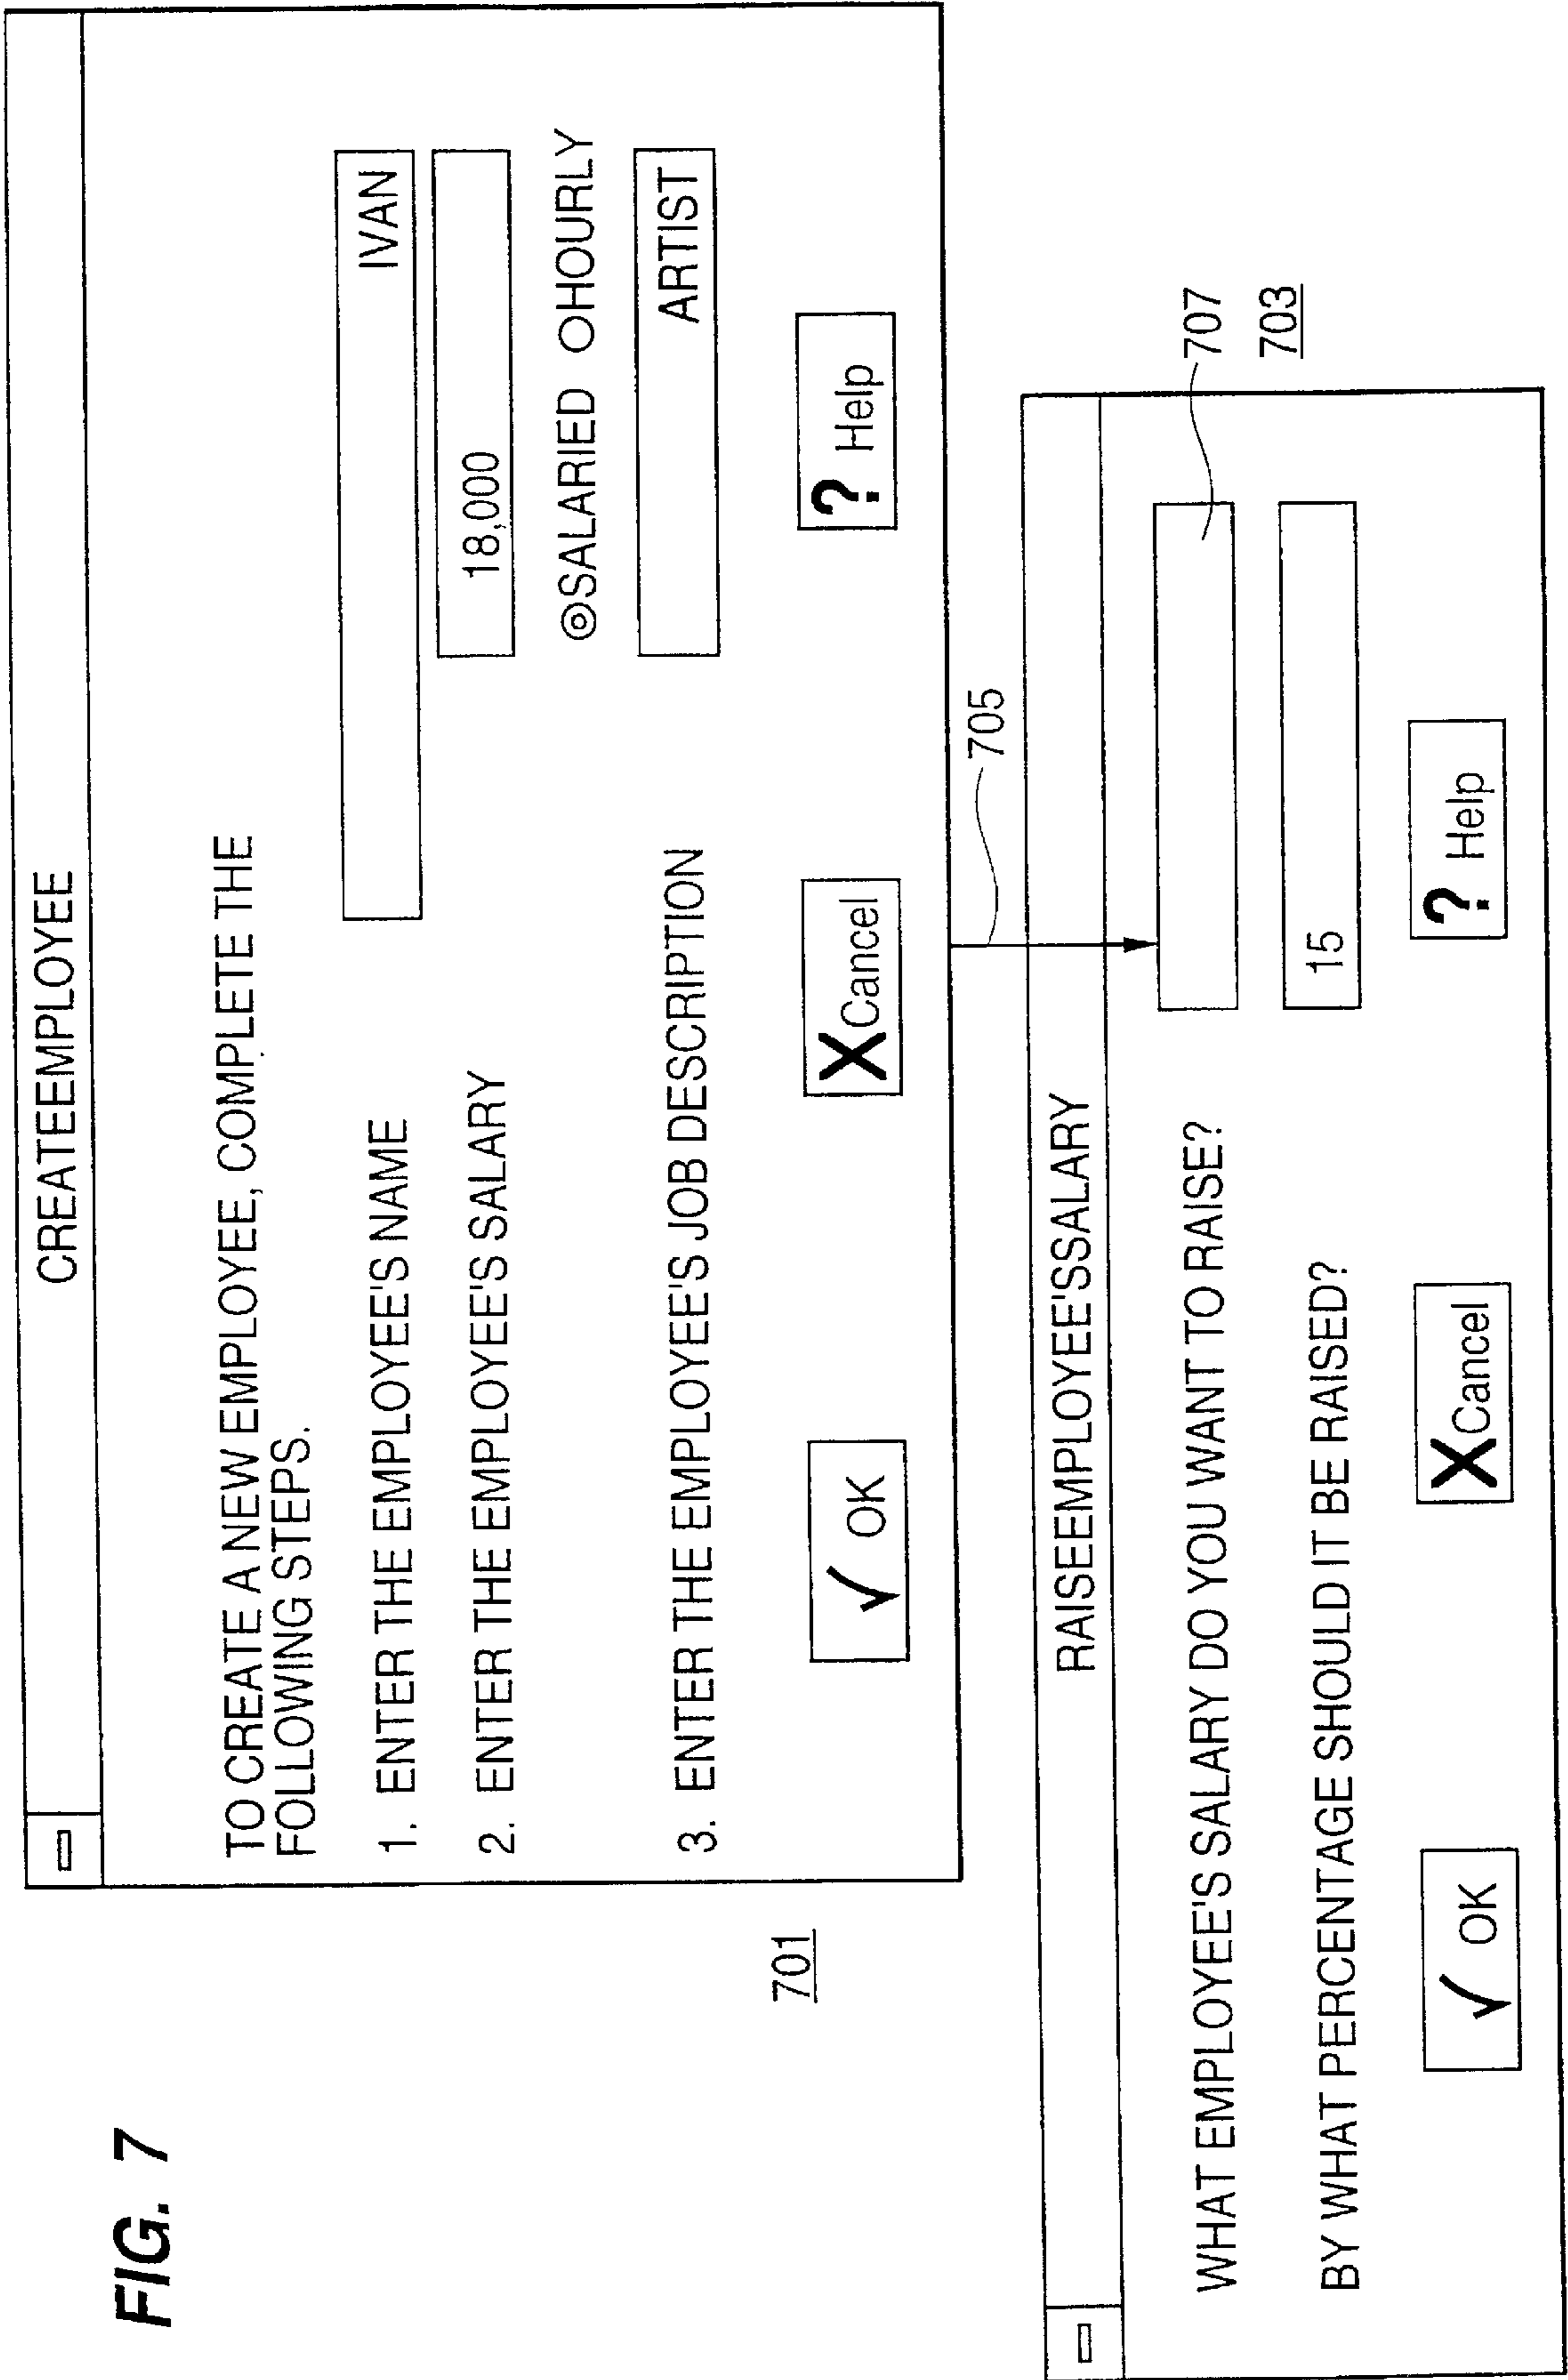 FIG. 7
CREATEEMPLOYEE
TO CREATE A NEW EMPLOYEE, COMPLETE THE
FOLLOWING STEPS.
1. ENTER THE EMPLOYEE'S NAME
IVAN
2. ENTER THE EMPLOYEE'S SALARY
18,000
SALARIED HOURLY
3. ENTER THE EMPLOYEE'S JOB DESCRIPTION
ARTIST
√ OK
X Cancel
? Help
701
705
RAISEEMPLOYEE'SSALARY
WHAT EMPLOYEE'S SALARY DO YOU WANT TO RAISE?
707
BY WHAT PERCENTAGE SHOULD IT BE RAISED?
15
703
√ OK
X Cancel
? Help